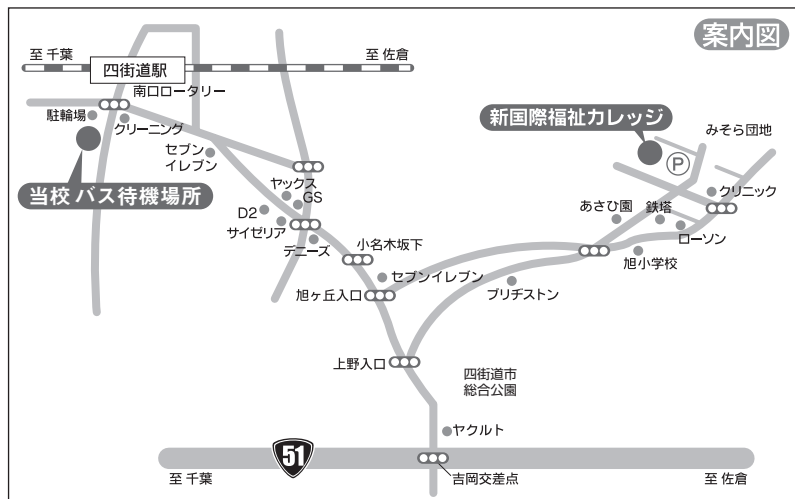 案内図
至 千葉
四街道駅
至 佐倉
南口ロータリー
駐輪場
クリーニング
セブン
イレブン
当校 バス待機場所
ヤックス
GS
D2
サイゼリア
デニーズ
小名木坂下
セブンイレブン
旭ヶ丘入口
上野入口
新国際福祉カレッジ
P
みそら団地
クリニック
あさひ園
鉄塔
ローソン
旭小学校
ブリヂストン
四街道市
総合公園
ヤクルト
51
至 千葉
吉岡交差点
至 佐倉